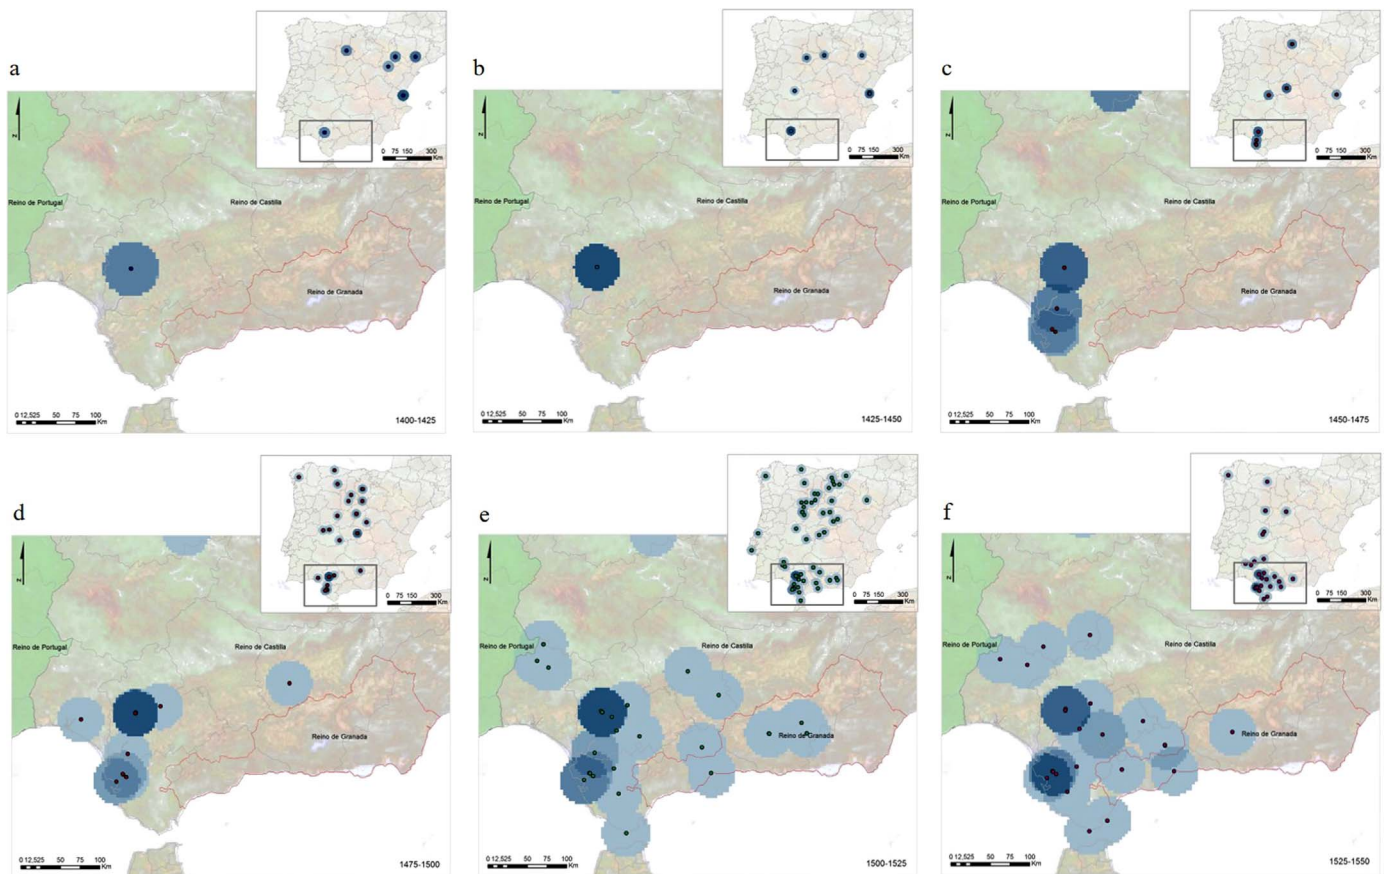 a
0 75 150 300
Km
N
Reino de Portugal
Reino de Castilla
Reino de Granada
0 12,525 50 75 100
Km
1400-1425
b
0 75 150 300
Km
N
Reino de Portugal
Reino de Castilla
Reino de Granada
0 12,525 50 75 100
Km
1425-1450
c
0 75 150 300
Km
N
Reino de Portugal
Reino de Castilla
Reino de Granada
0 12,525 50 75 100
Km
1450-1475
d
0 75 150 300
Km
N
Reino de Portugal
Reino de Castilla
Reino de Granada
0 12,525 50 75 100
Km
1475-1500
e
0 75 150 300
Km
N
Reino de Portugal
Reino de Castilla
Reino de Granada
0 12,525 50 75 100
Km
1500-1525
f
0 75 150 300
Km
N
Reino de Portugal
Reino de Castilla
Reino de Granada
0 12,525 50 75 100
Km
1525-1550